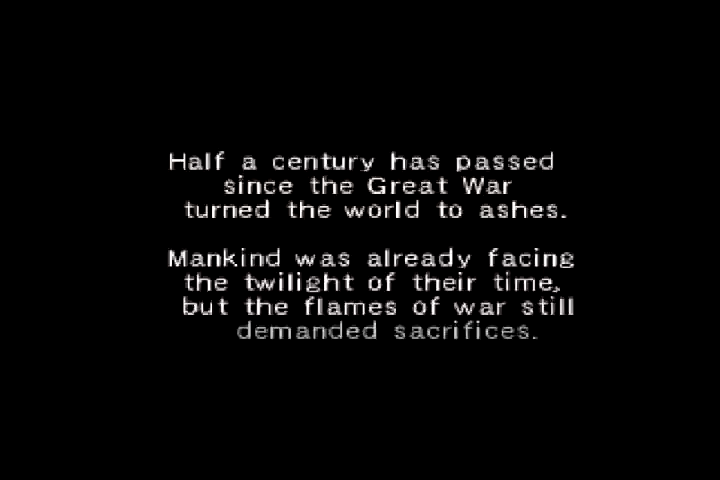 Half a century has passed
since the Great War
turned the world to ashes.
Mankind was already facing
the twilight of their time,
but the flames of war still
demanded sacrifices.